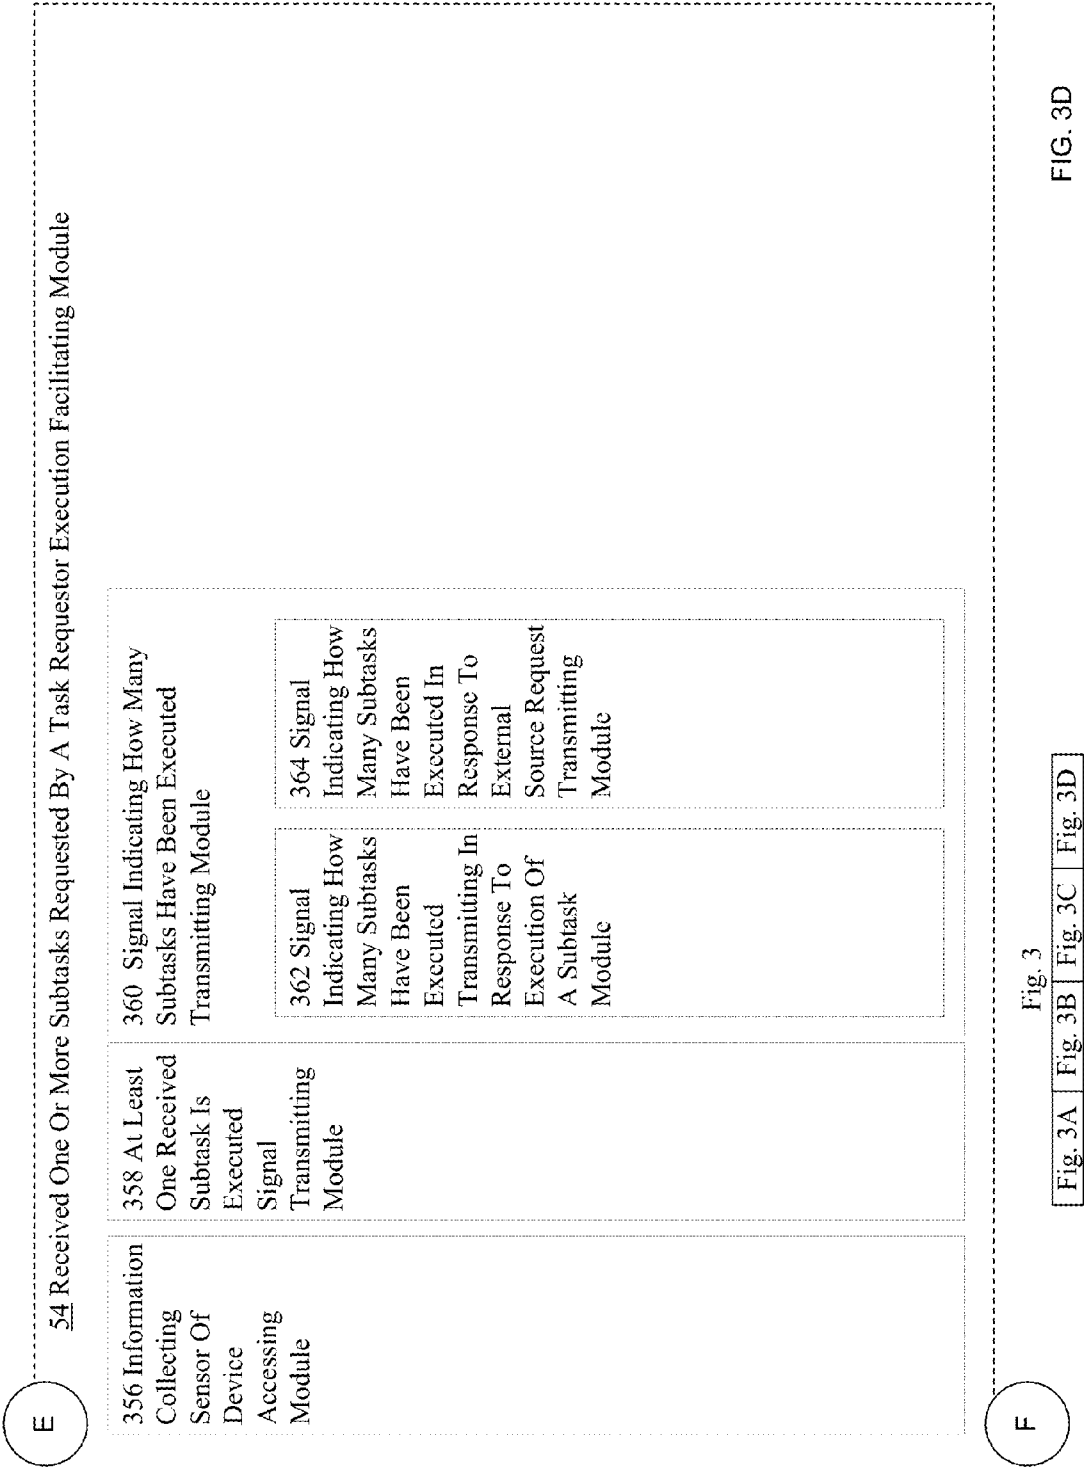 E
54 Received One Or More Subtasks Requested By A Task Requestor Execution Facilitating Module
356 Information
Collecting
Sensor Of
Device
Accessing
Module
358 At Least
One Received
Subtask Is
Executed
Signal
Transmitting
Module
360 Signal Indicating How Many
Subtasks Have Been Executed
Transmitting Module
362 Signal
Indicating How
Many Subtasks
Have Been
Executed
Transmitting In
Response To
Execution Of
A Subtask
Module
364 Signal
Indicating How
Many Subtasks
Have Been
Executed In
Response To
External
Source Request
Transmitting
Module
F
Fig. 3
Fig. 3A Fig. 3B Fig. 3C Fig. 3D
FIG. 3D